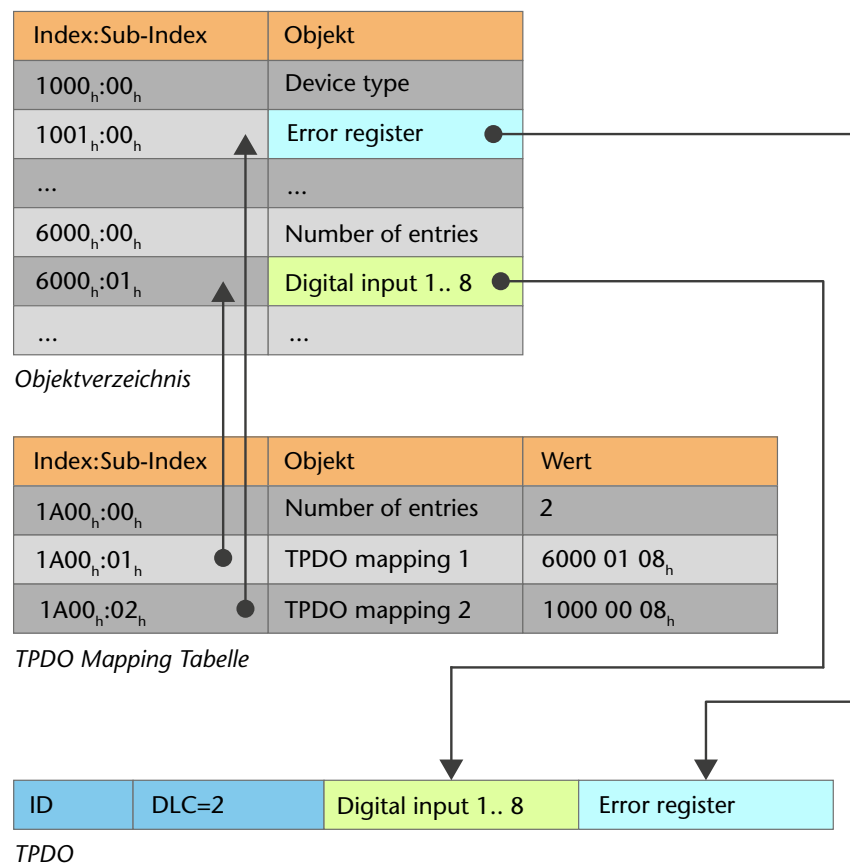 Index:Sub-Index Objekt
1000h:00h Device type
1001h:00h Error register
... ...
6000h:00h Number of entries
6000h:01h Digital input 1.. 8
... ...
Objektverzeichnis
Index:Sub-Index Objekt Wert
1A00h:00h Number of entries 2
1A00h:01h TPDO mapping 1 6000 01 08h
1A00h:02h TPDO mapping 2 1000 00 08h
TPDO Mapping Tabelle
ID DLC=2 Digital input 1.. 8 Error register
TPDO